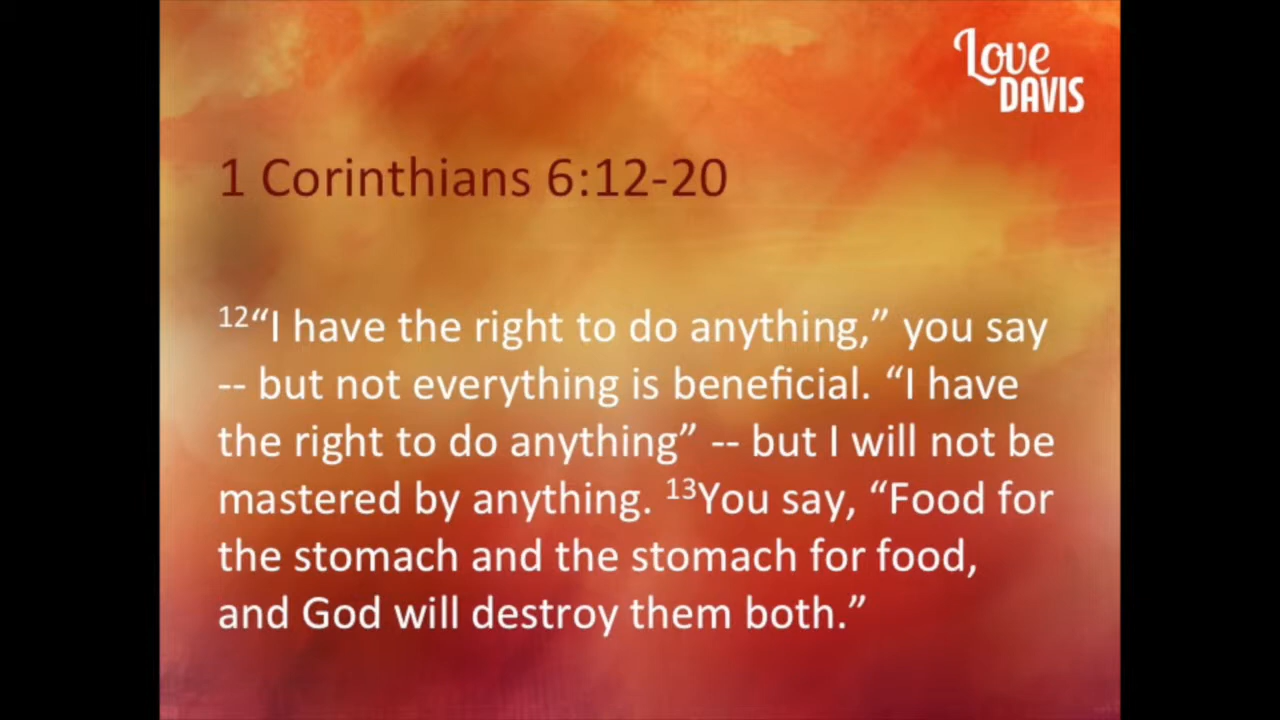 Love
DAVIS
1 Corinthians 6:12-20
12“I have the right to do anything,” you say
-- but not everything is beneficial. “I have
the right to do anything” -- but I will not be
mastered by anything. 13You say, “Food for
the stomach and the stomach for food,
and God will destroy them both.”